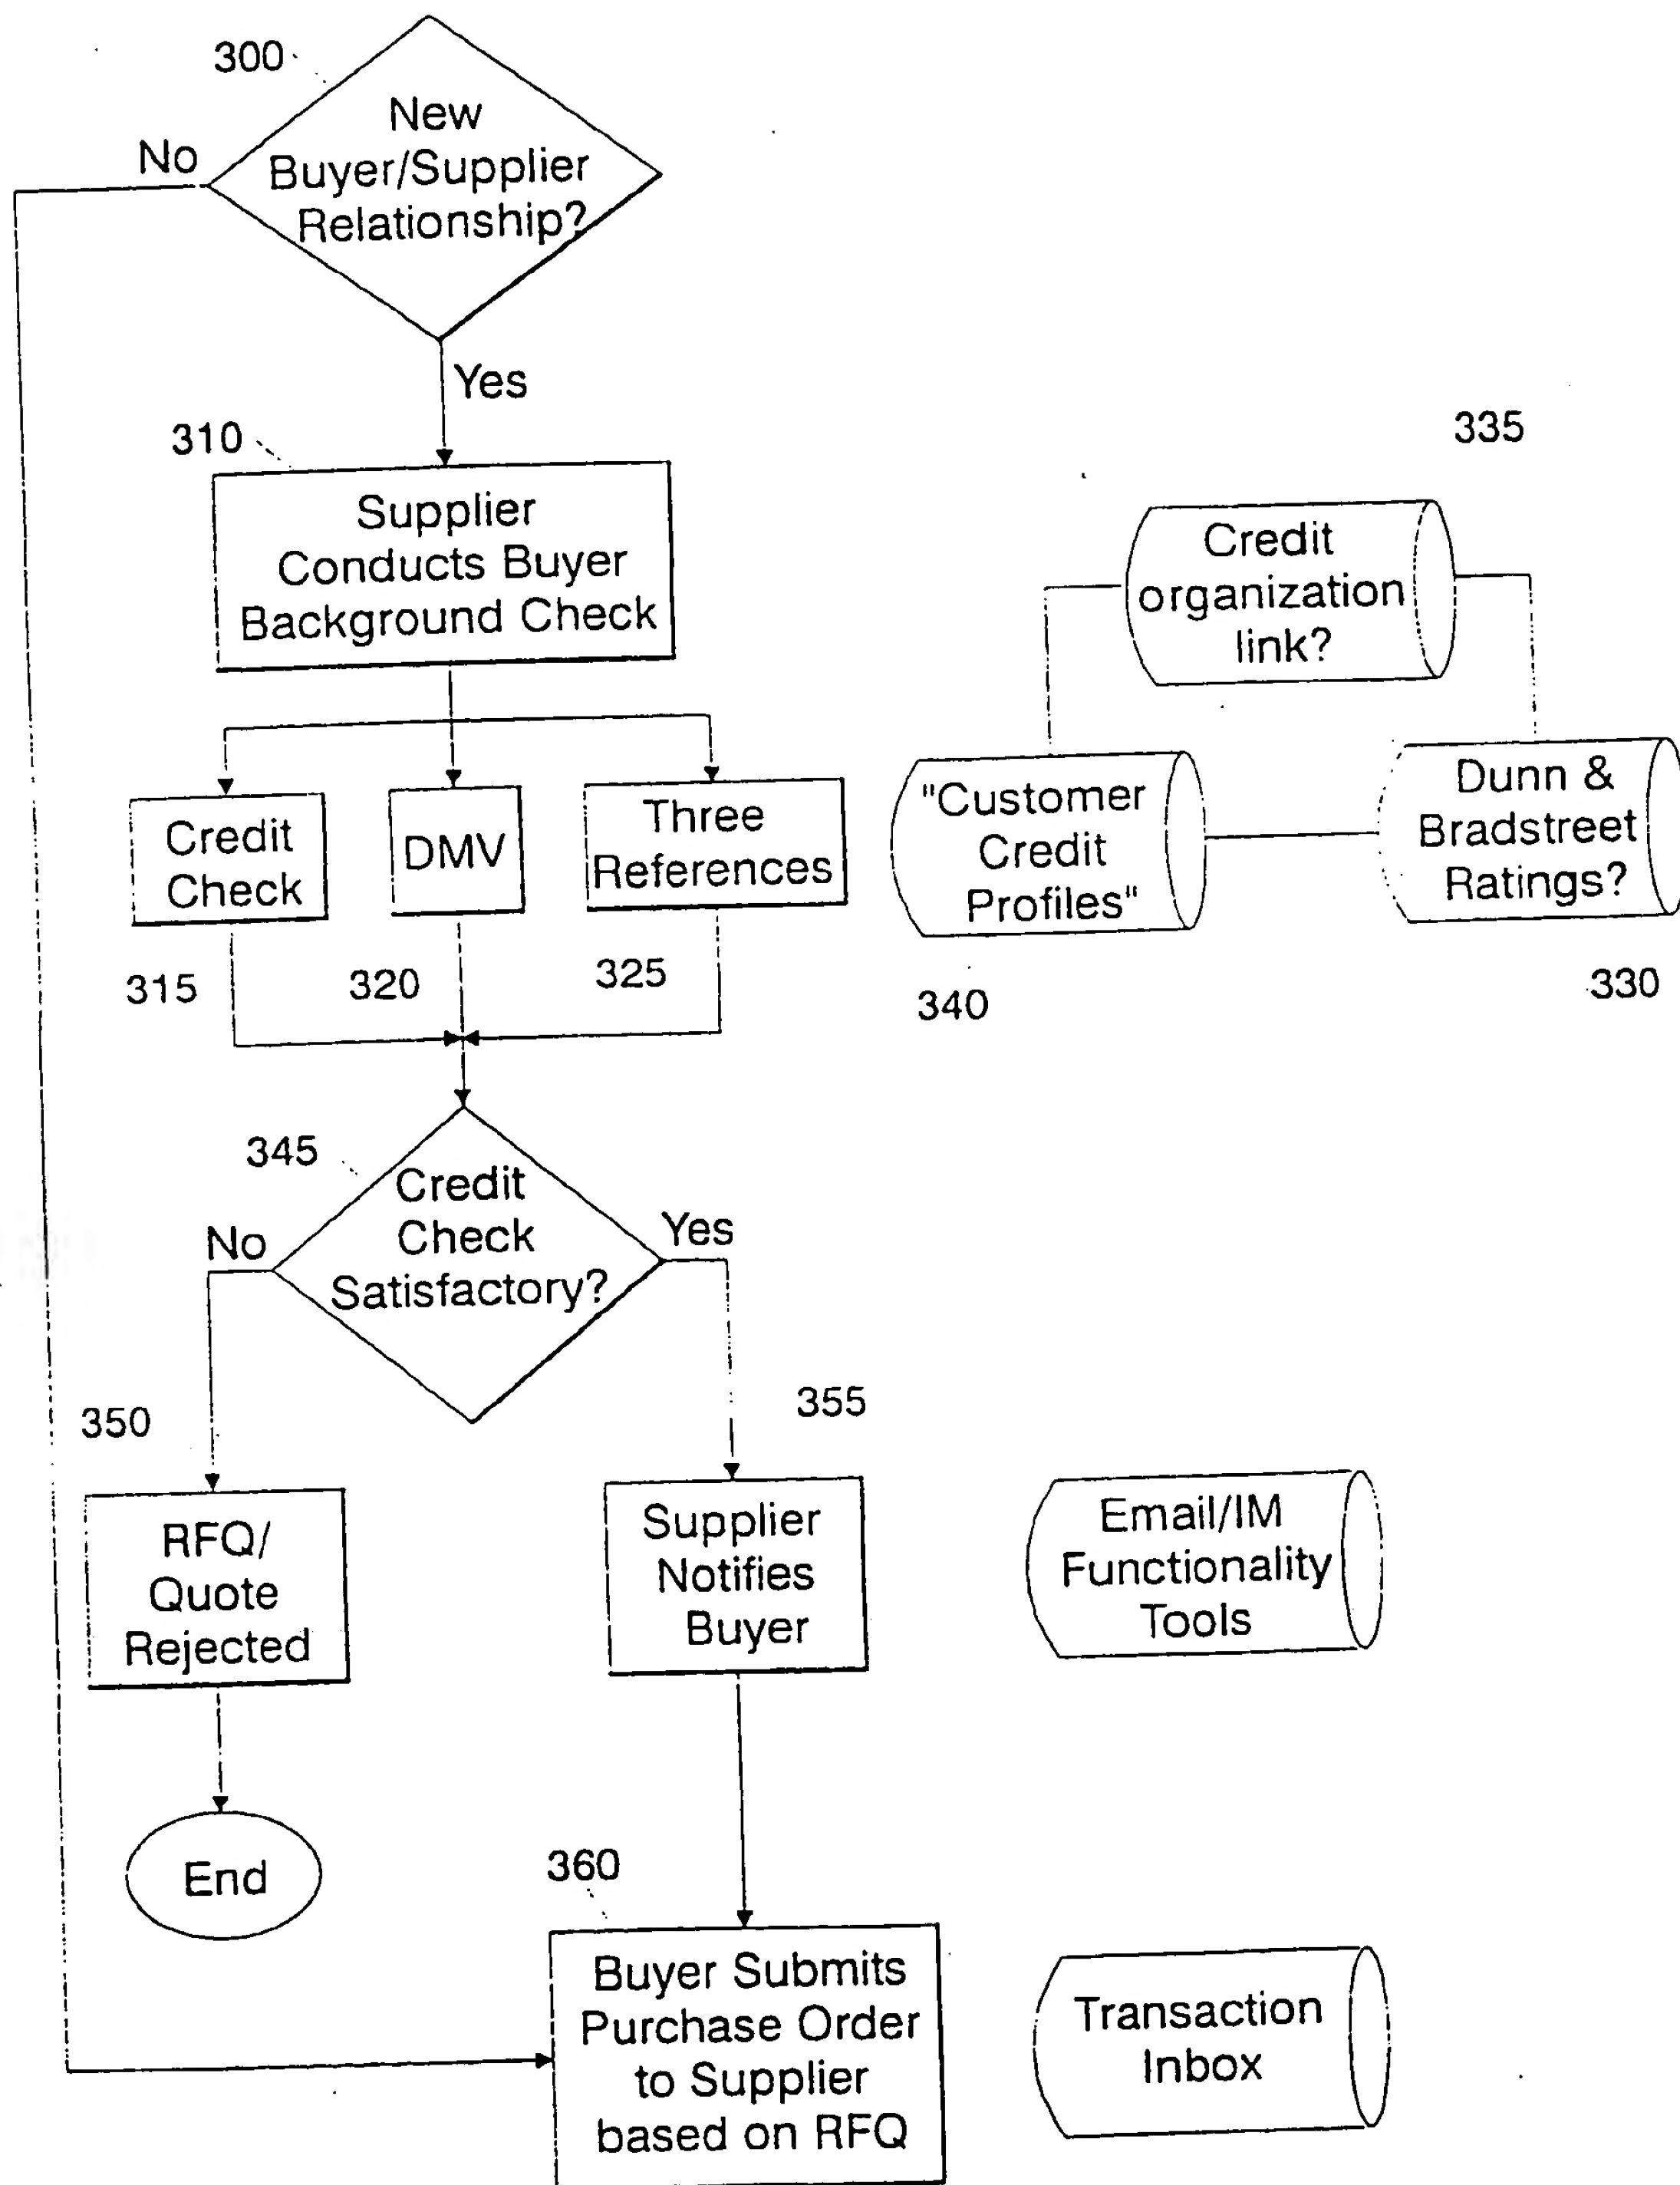 300
New
Buyer/Supplier
Relationship?
No
Yes
310
Supplier
Conducts Buyer
Background Check
335
Credit
organization
link?
Credit
Check
DMV
Three
References
"Customer
Credit
Profiles"
Dunn &
Bradstreet
Ratings?
315
320
325
340
330
345
Credit
Check
Satisfactory?
No
Yes
350
355
RFQ/
Quote
Rejected
Supplier
Notifies
Buyer
Email/IM
Functionality
Tools
End
360
Buyer Submits
Purchase Order
to Supplier
based on RFQ
Transaction
Inbox